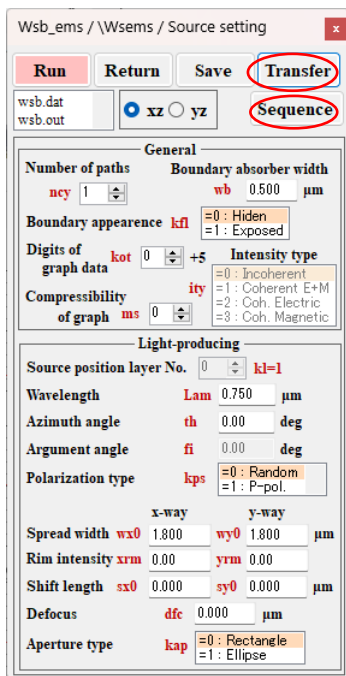 Wsb_ems / \Wsems / Source setting x
Run Return Save Transfer
wsb.dat
wsb.out
xz yz Sequence
General
Number of paths Boundary absorber width
ncy 1 wb 0.500 μm
Boundary appearence kfl =0 : Hiden
=1 : Exposed
Digits of
graph data kot 0 +5 Intensity type
ity =0 : Incoherent
=1 : Coherent E+M
=2 : Coh. Electric
=3 : Coh. Magnetic
Compressibility
of graph ms 0
Light-producing
Source position layer No. 0 kl=1
Wavelength Lam 0.750 μm
Azimuth angle th 0.00 deg
Argument angle fi 0.00 deg
Polarization type kps =0 : Random
=1 : P-pol.
x-way y-way
Spread width wx0 1.800 wy0 1.800 μm
Rim intensity xrm 0.00 yrm 0.00
Shift length sx0 0.000 sy0 0.000 μm
Defocus dfc 0.000 μm
Aperture type kap =0 : Rectangle
=1 : Ellipse